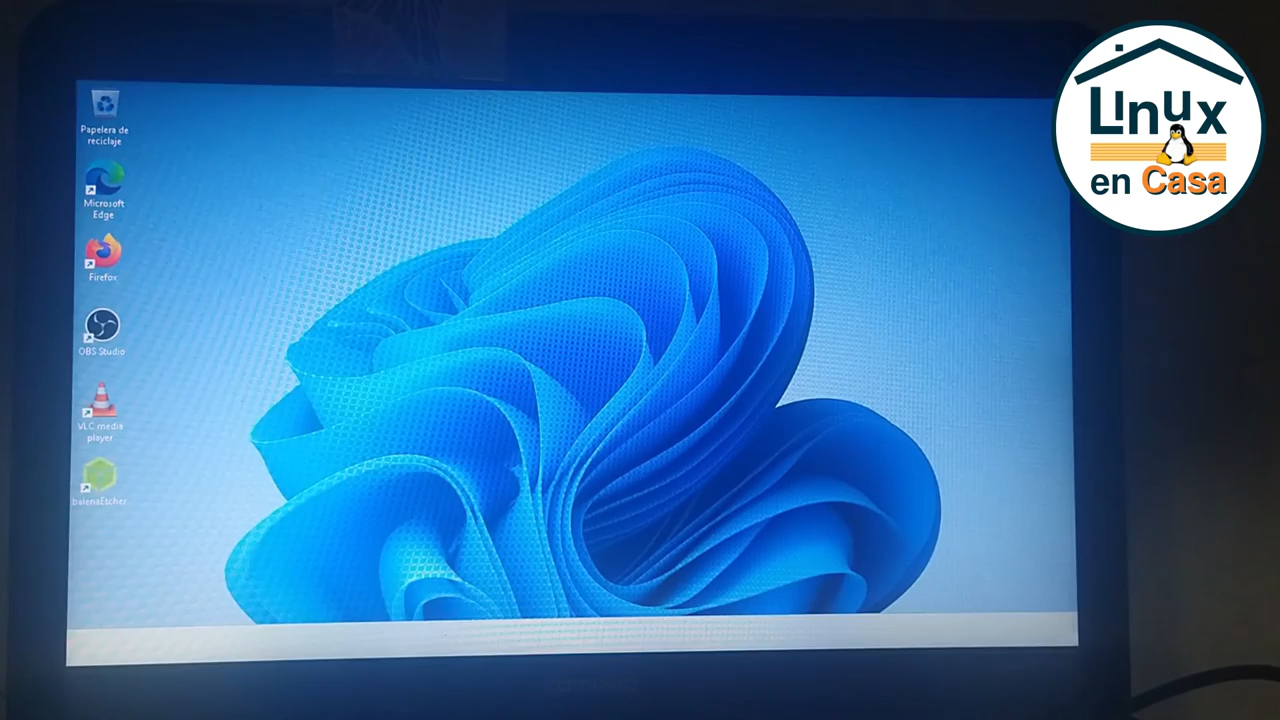 Papelera de
reciclaje
Microsoft
Edge
Firefox
OBS Studio
VLC media
player
balenaEtcher
Linux
en Casa